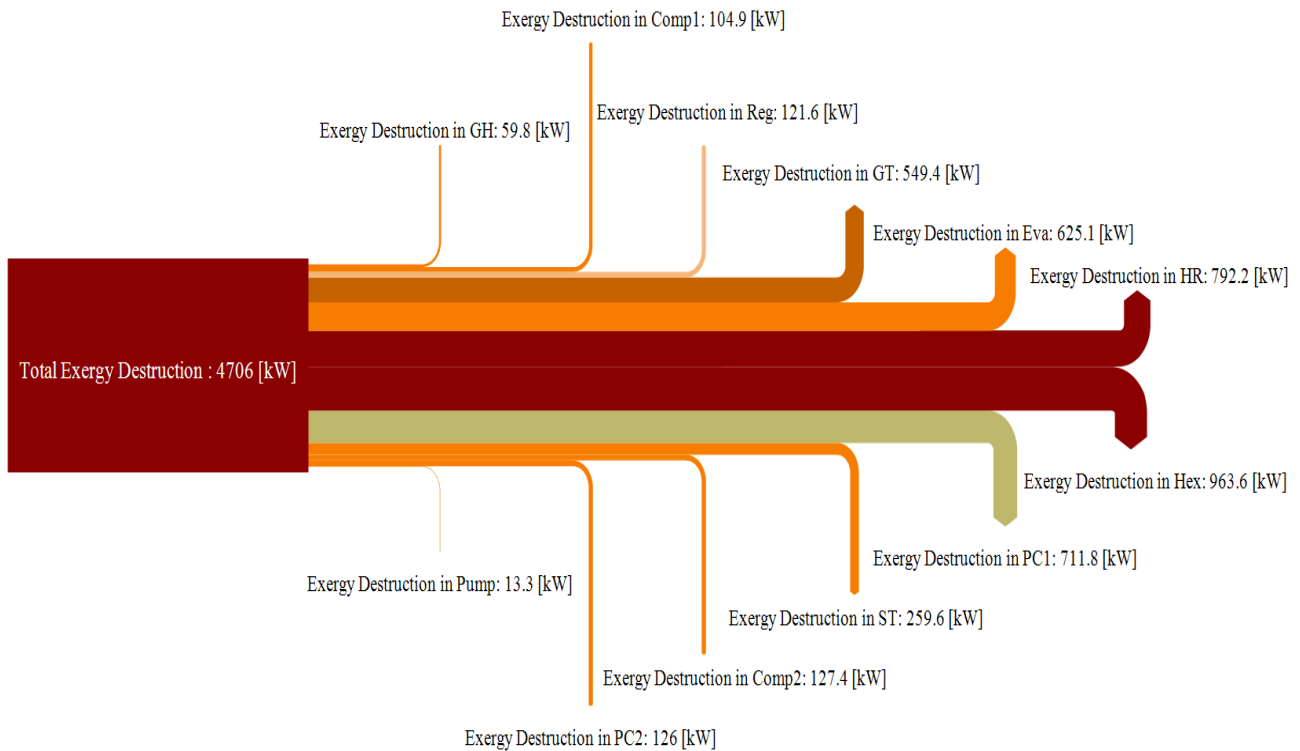 Exergy Destruction in Comp1: 104.9 [kW]
Exergy Destruction in Reg: 121.6 [kW]
Exergy Destruction in GH: 59.8 [kW]
Exergy Destruction in GT: 549.4 [kW]
Exergy Destruction in Eva: 625.1 [kW]
Exergy Destruction in HR: 792.2 [kW]
Total Exergy Destruction : 4706 [kW]
Exergy Destruction in Hex: 963.6 [kW]
Exergy Destruction in PC1: 711.8 [kW]
Exergy Destruction in Pump: 13.3 [kW]
Exergy Destruction in ST: 259.6 [kW]
Exergy Destruction in Comp2: 127.4 [kW]
Exergy Destruction in PC2: 126 [kW]